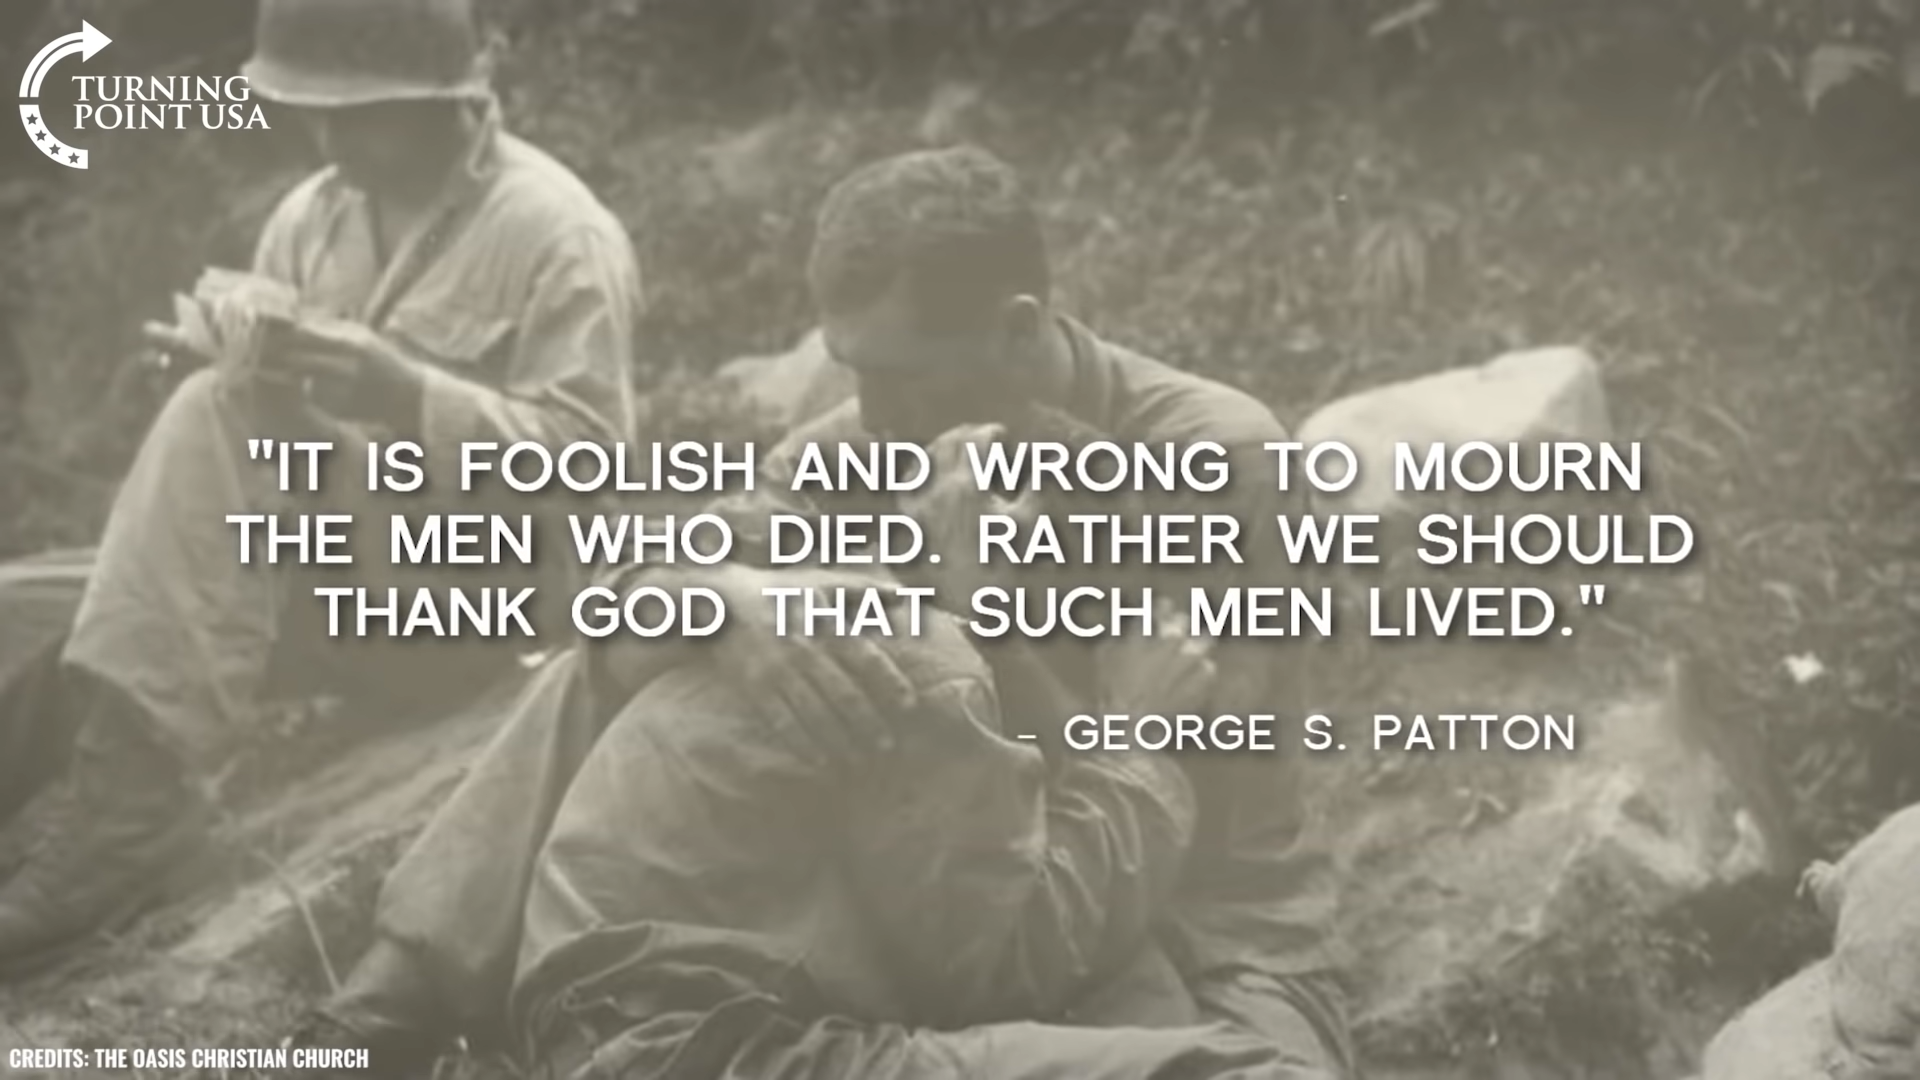 TURNING
POINT USA
"IT IS FOOLISH AND WRONG TO MOURN
THE MEN WHO DIED. RATHER WE SHOULD
THANK GOD THAT SUCH MEN LIVED."
- GEORGE S. PATTON
CREDITS: THE OASIS CHRISTIAN CHURCH